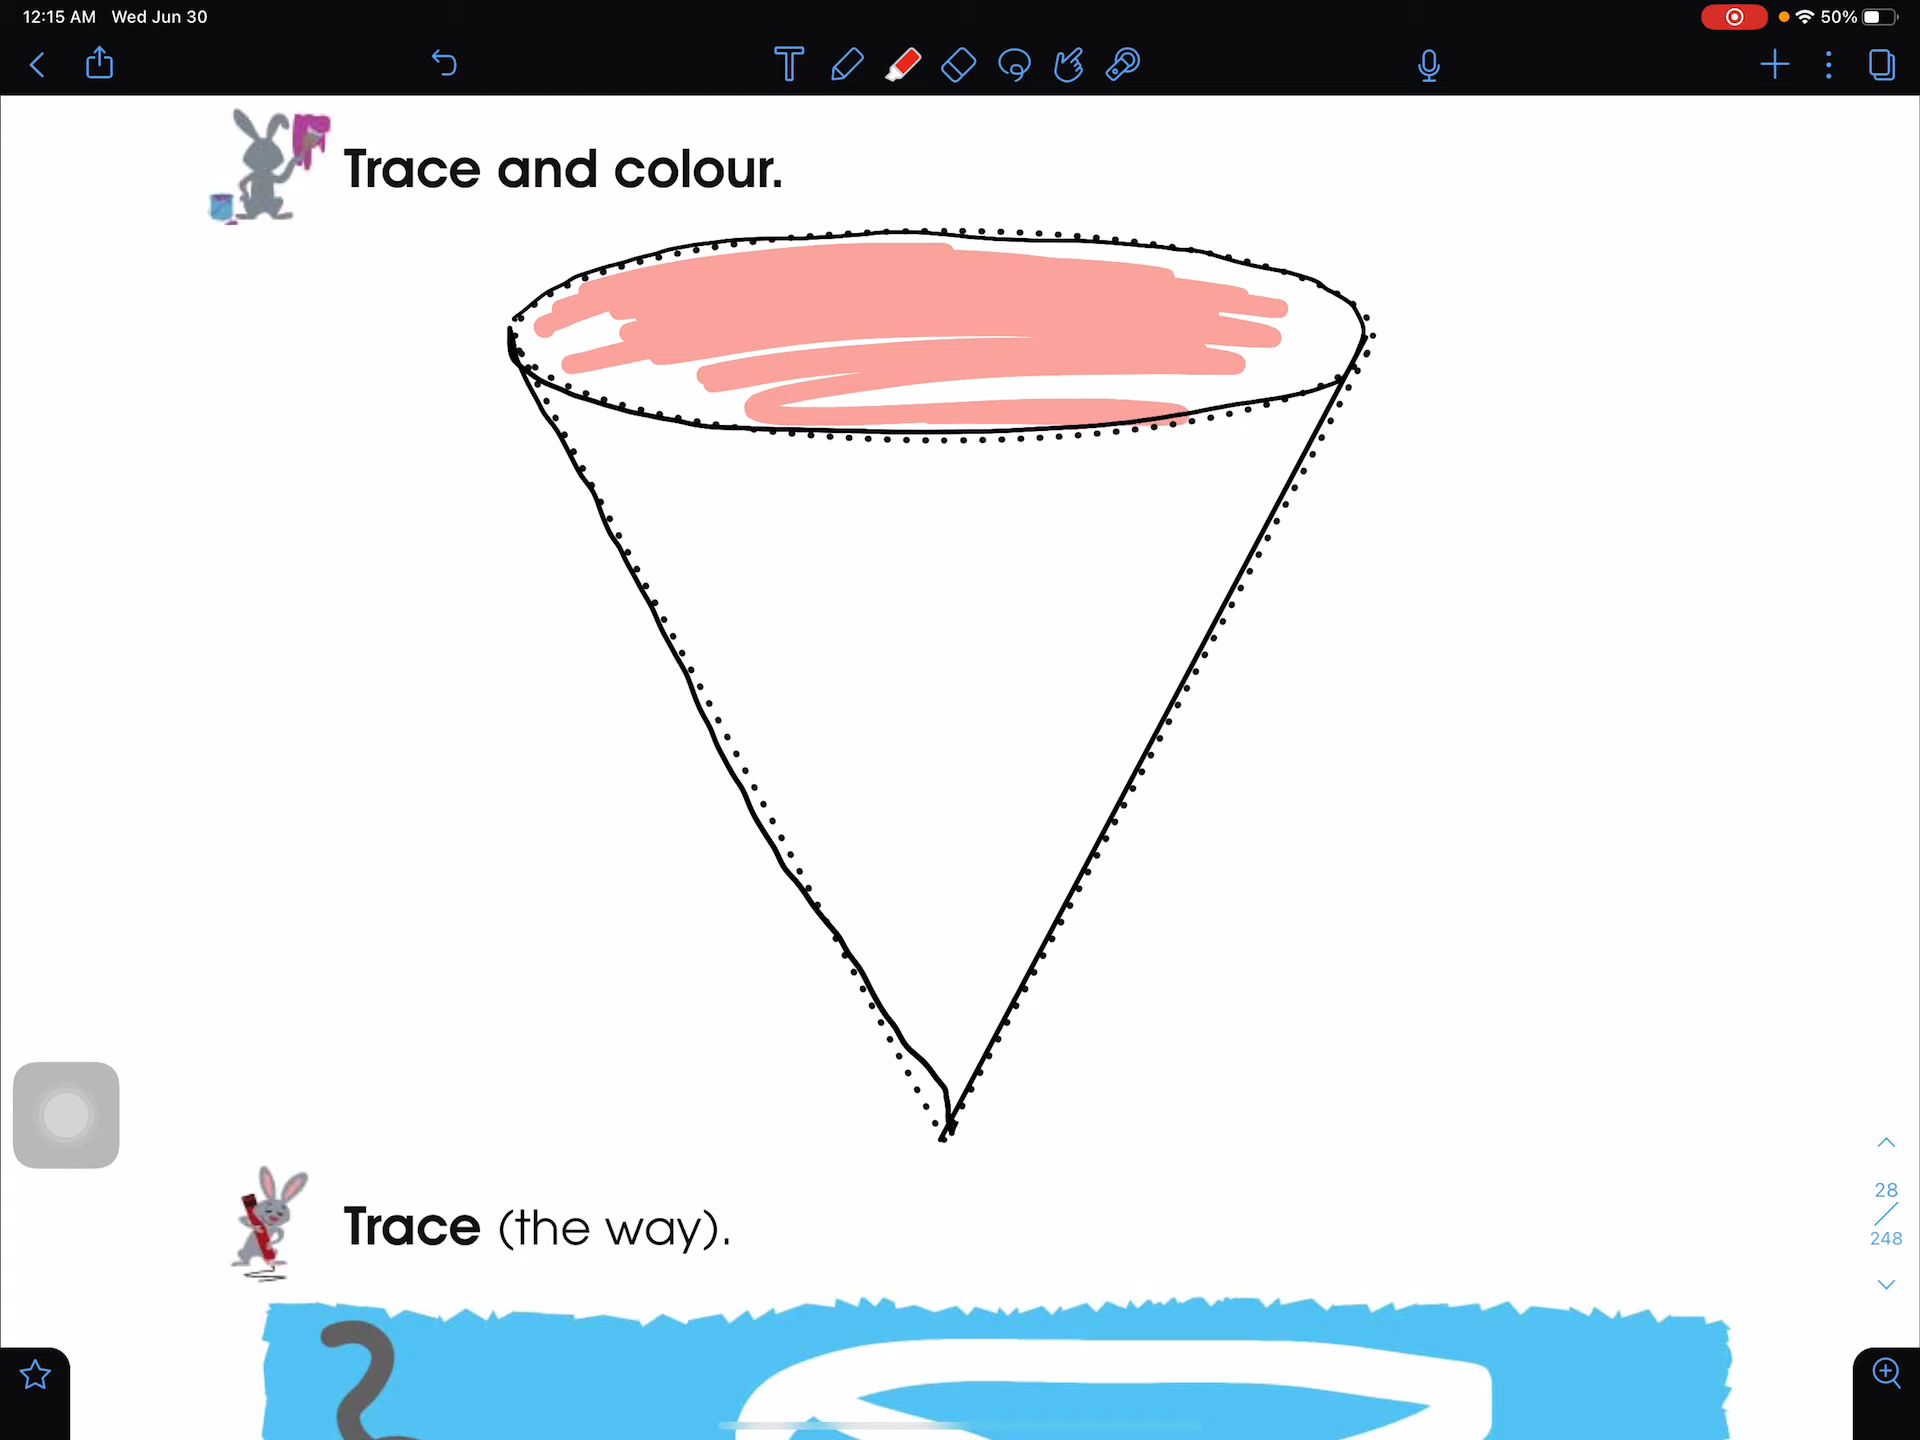 12:15 AM Wed Jun 30
50%
Trace and colour.
Trace (the way).
28
248